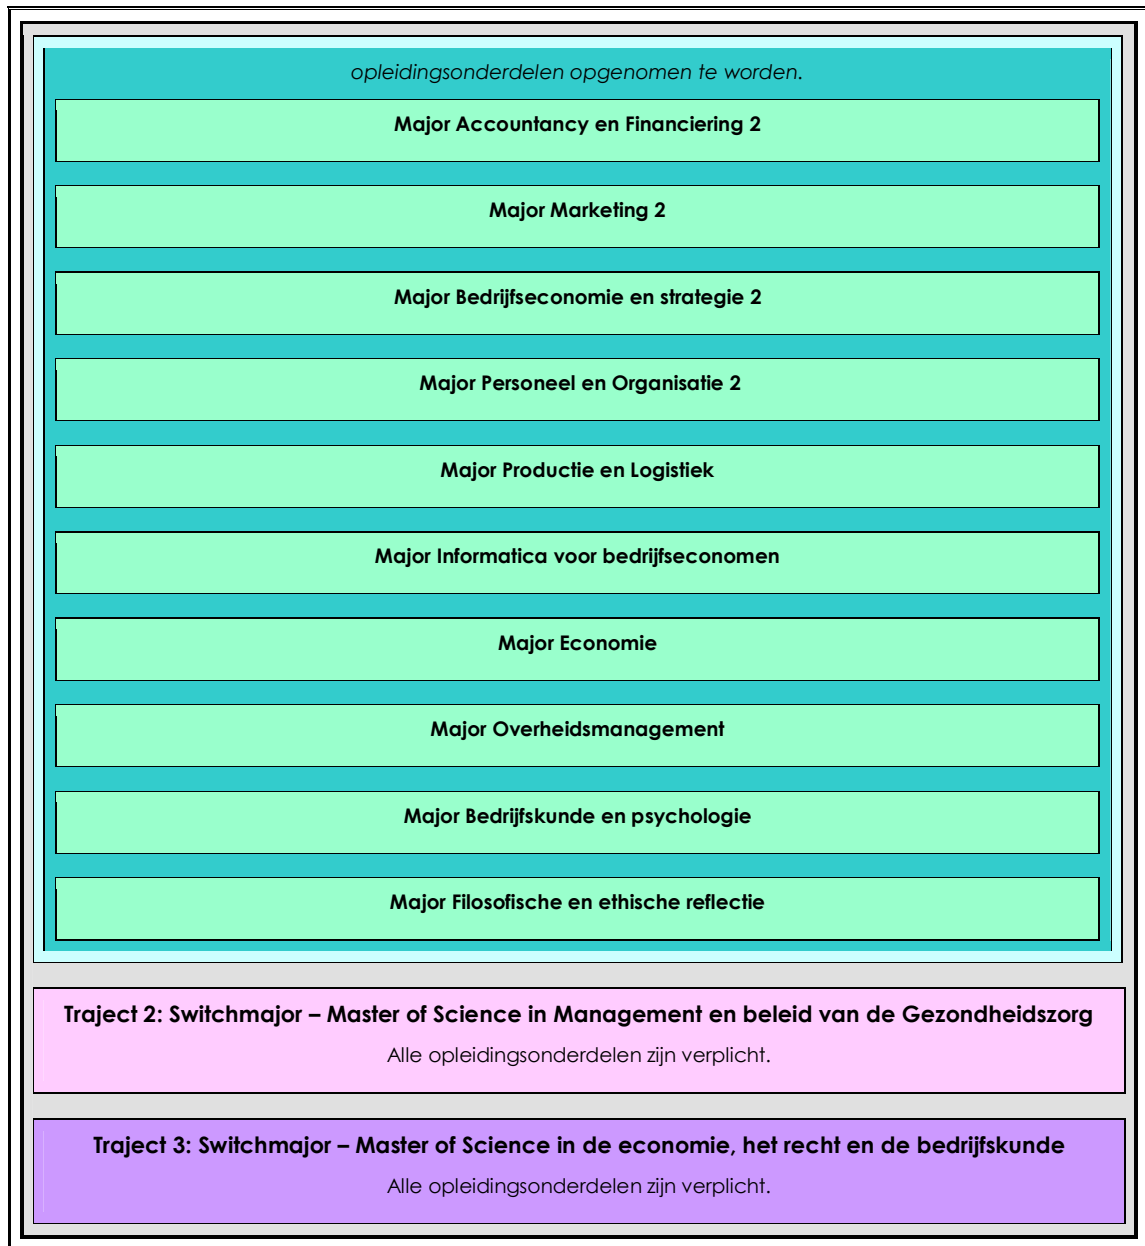 opleidingsonderdelen opgenomen te worden.
Major Accountancy en Financiering 2
Major Marketing 2
Major Bedrijfseconomie en strategie 2
Major Personeel en Organisatie 2
Major Productie en Logistiek
Major Informatica voor bedrijfseconomen
Major Economie
Major Overheidsmanagement
Major Bedrijfskunde en psychologie
Major Filosofische en ethische reflectie
Traject 2: Switchmajor – Master of Science in Management en beleid van de Gezondheidszorg
Alle opleidingsonderdelen zijn verplicht.
Traject 3: Switchmajor – Master of Science in de economie, het recht en de bedrijfskunde
Alle opleidingsonderdelen zijn verplicht.